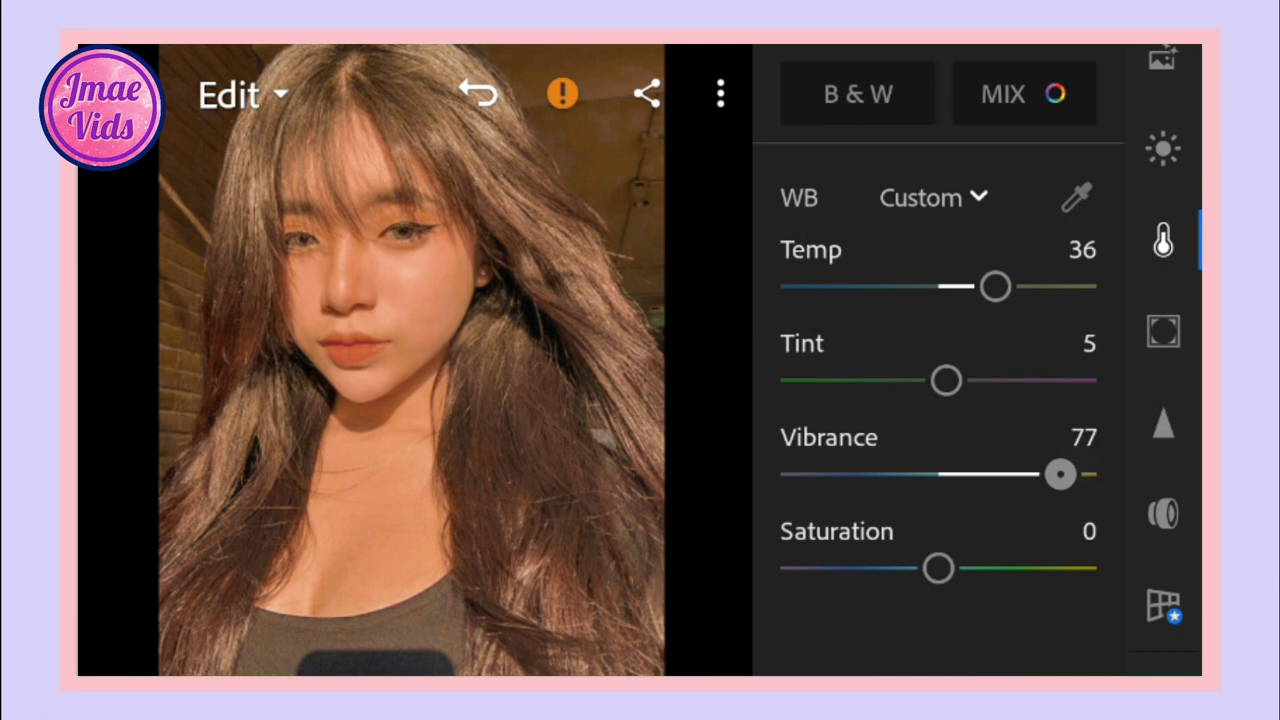 Jmae
Vids
Edit
B & W
MIX
WB
Custom
Temp
36
Tint
5
Vibrance
77
Saturation
0